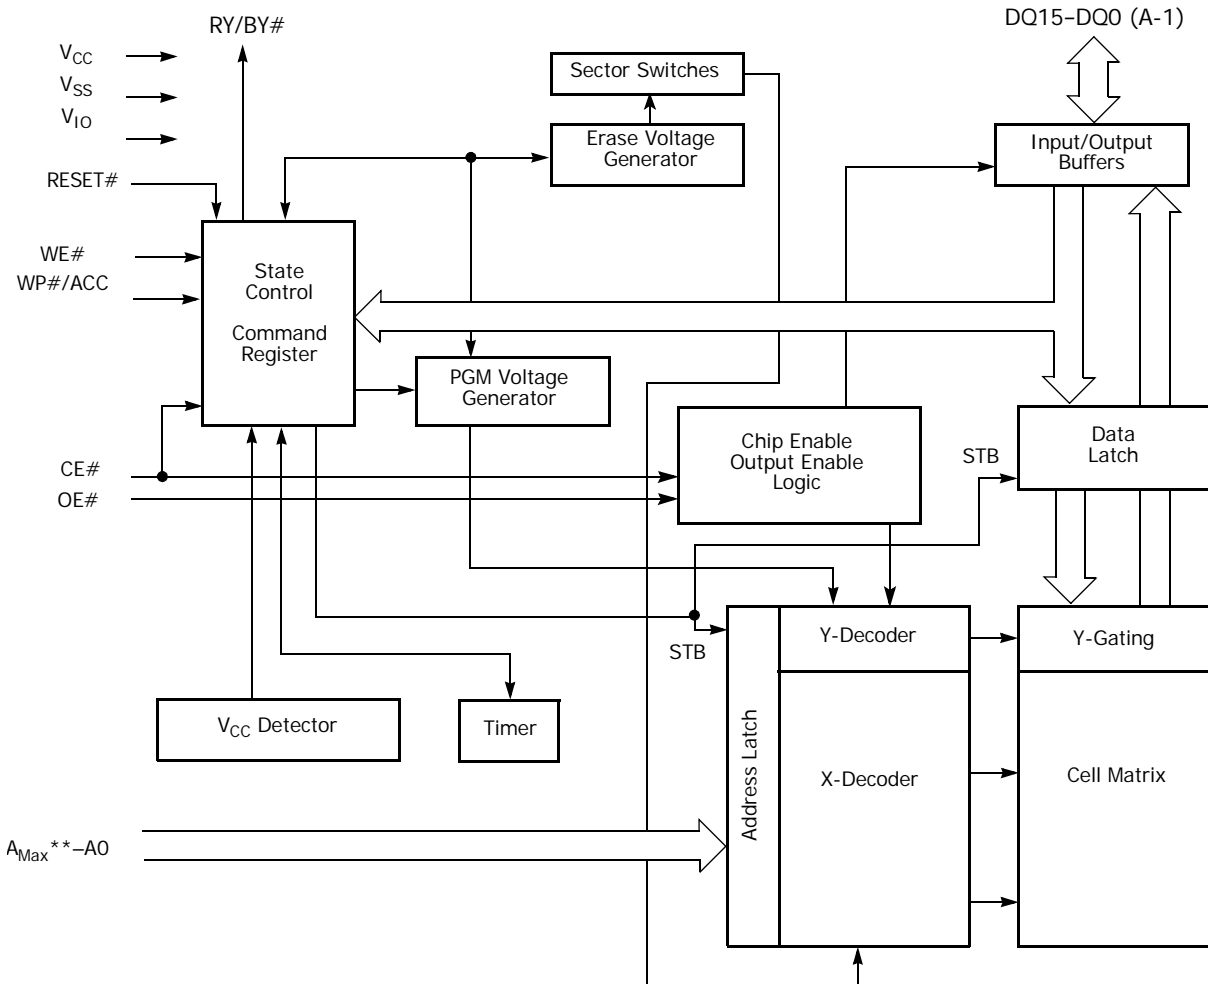 RY/BY#
DQ15–DQ0 (A-1)
VCC
VSS
VIO
Sector Switches
Erase Voltage
Generator
Input/Output
Buffers
RESET#
WE#
WP#/ACC
State
Control
Command
Register
PGM Voltage
Generator
Chip Enable
Output Enable
Logic
STB
Data
Latch
CE#
OE#
STB
Y-Decoder
Y-Gating
VCC Detector
Timer
Address Latch
X-Decoder
Cell Matrix
AMax**–A0